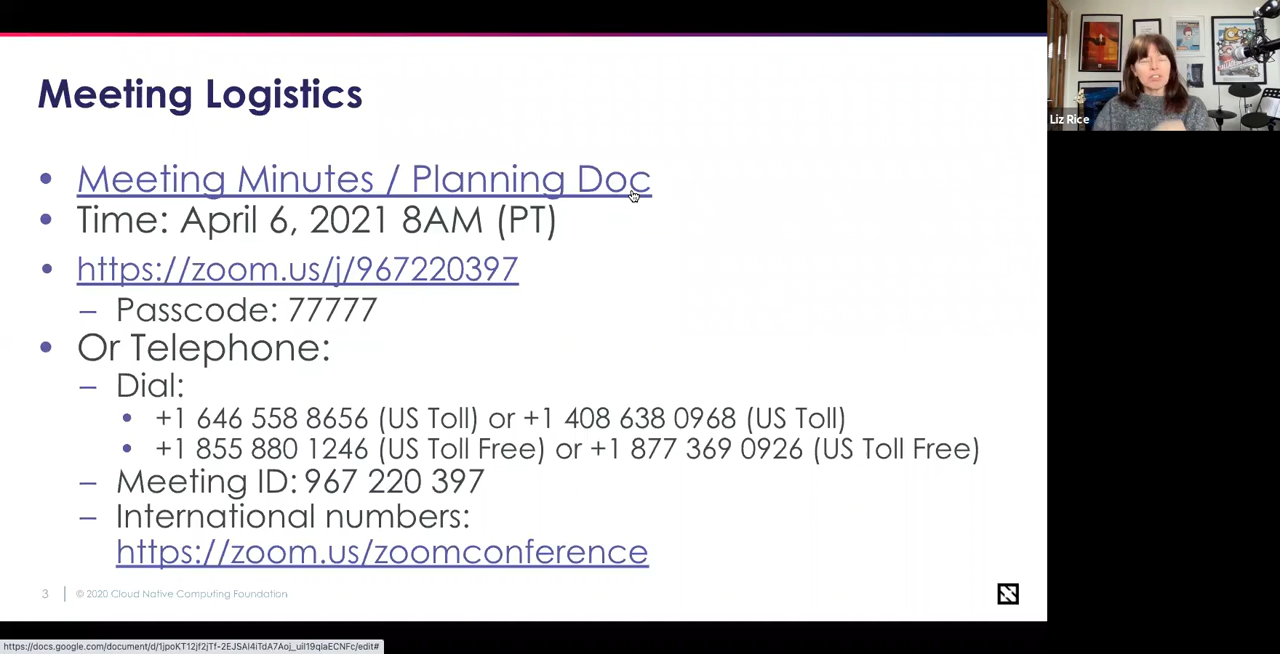 Meeting Logistics
Liz Rice
• Meeting Minutes / Planning Doc
• Time: April 6, 2021 8AM (PT)
• https://zoom.us/j/967220397
– Passcode: 77777
• Or Telephone:
– Dial:
• +1 646 558 8656 (US Toll) or +1 408 638 0968 (US Toll)
• +1 855 880 1246 (US Toll Free) or +1 877 369 0926 (US Toll Free)
– Meeting ID: 967 220 397
– International numbers:
https://zoom.us/zoomconference
3 © 2020 Cloud Native Computing Foundation